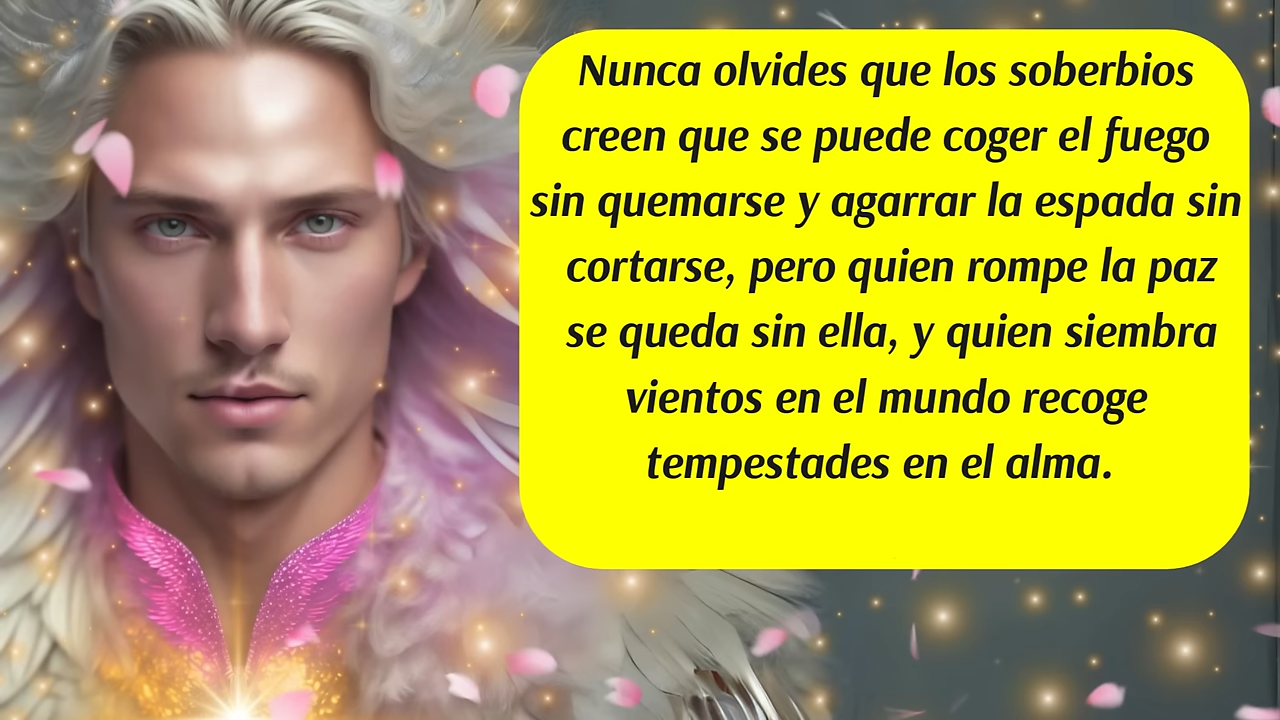 Nunca olvides que los soberbios
creen que se puede coger el fuego
sin quemarse y agarrar la espada sin
cortarse, pero quien rompe la paz
se queda sin ella, y quien siembra
vientos en el mundo recoge
tempestades en el alma.